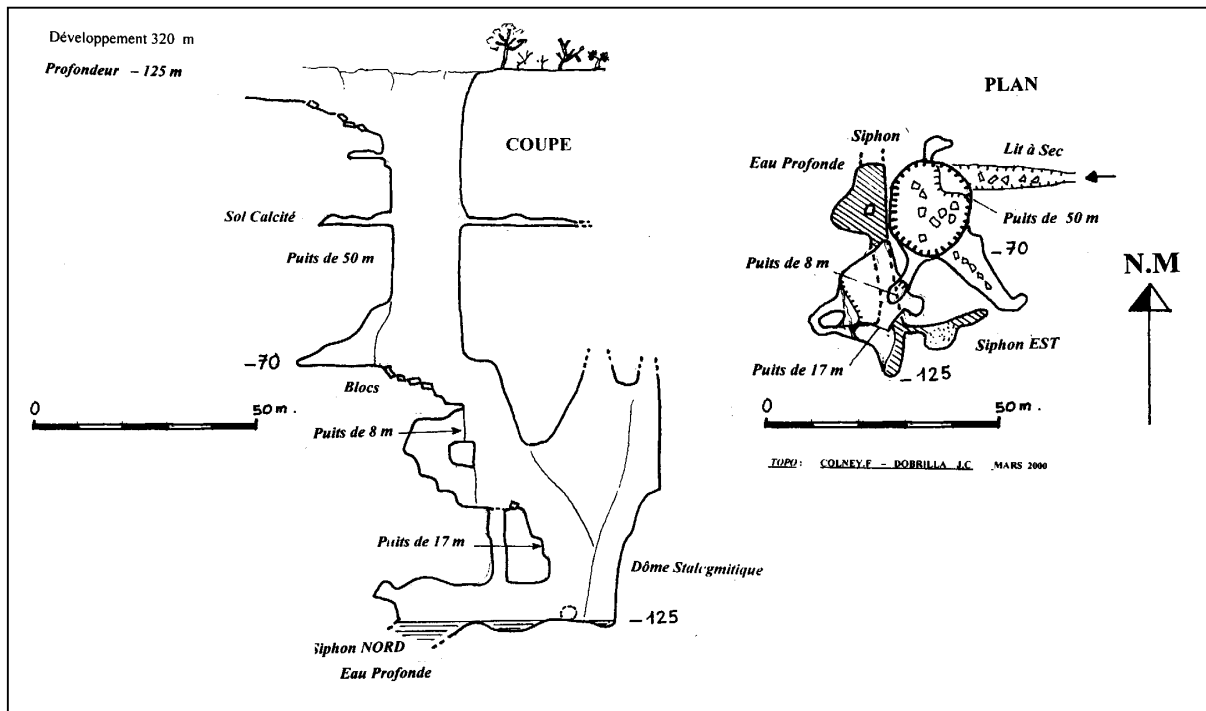 Développement 320 m
Profondeur – 125 m
COUPE
Sol Calcité
Puits de 50 m
– 70
Blocs
0 50 m.
Puits de 8 m
Puits de 17 m
Dôme Stalagmitique
– 125
Siphon NORD
Eau Profonde
PLAN
Siphon
Eau Profonde
Lit à Sec
Puits de 50 m
– 70
Puits de 8 m
N.M
Siphon EST
Puits de 17 m
– 125
0 50 m.
TOPO : COLNEY.F – DOBRILLA J.C MARS 2000